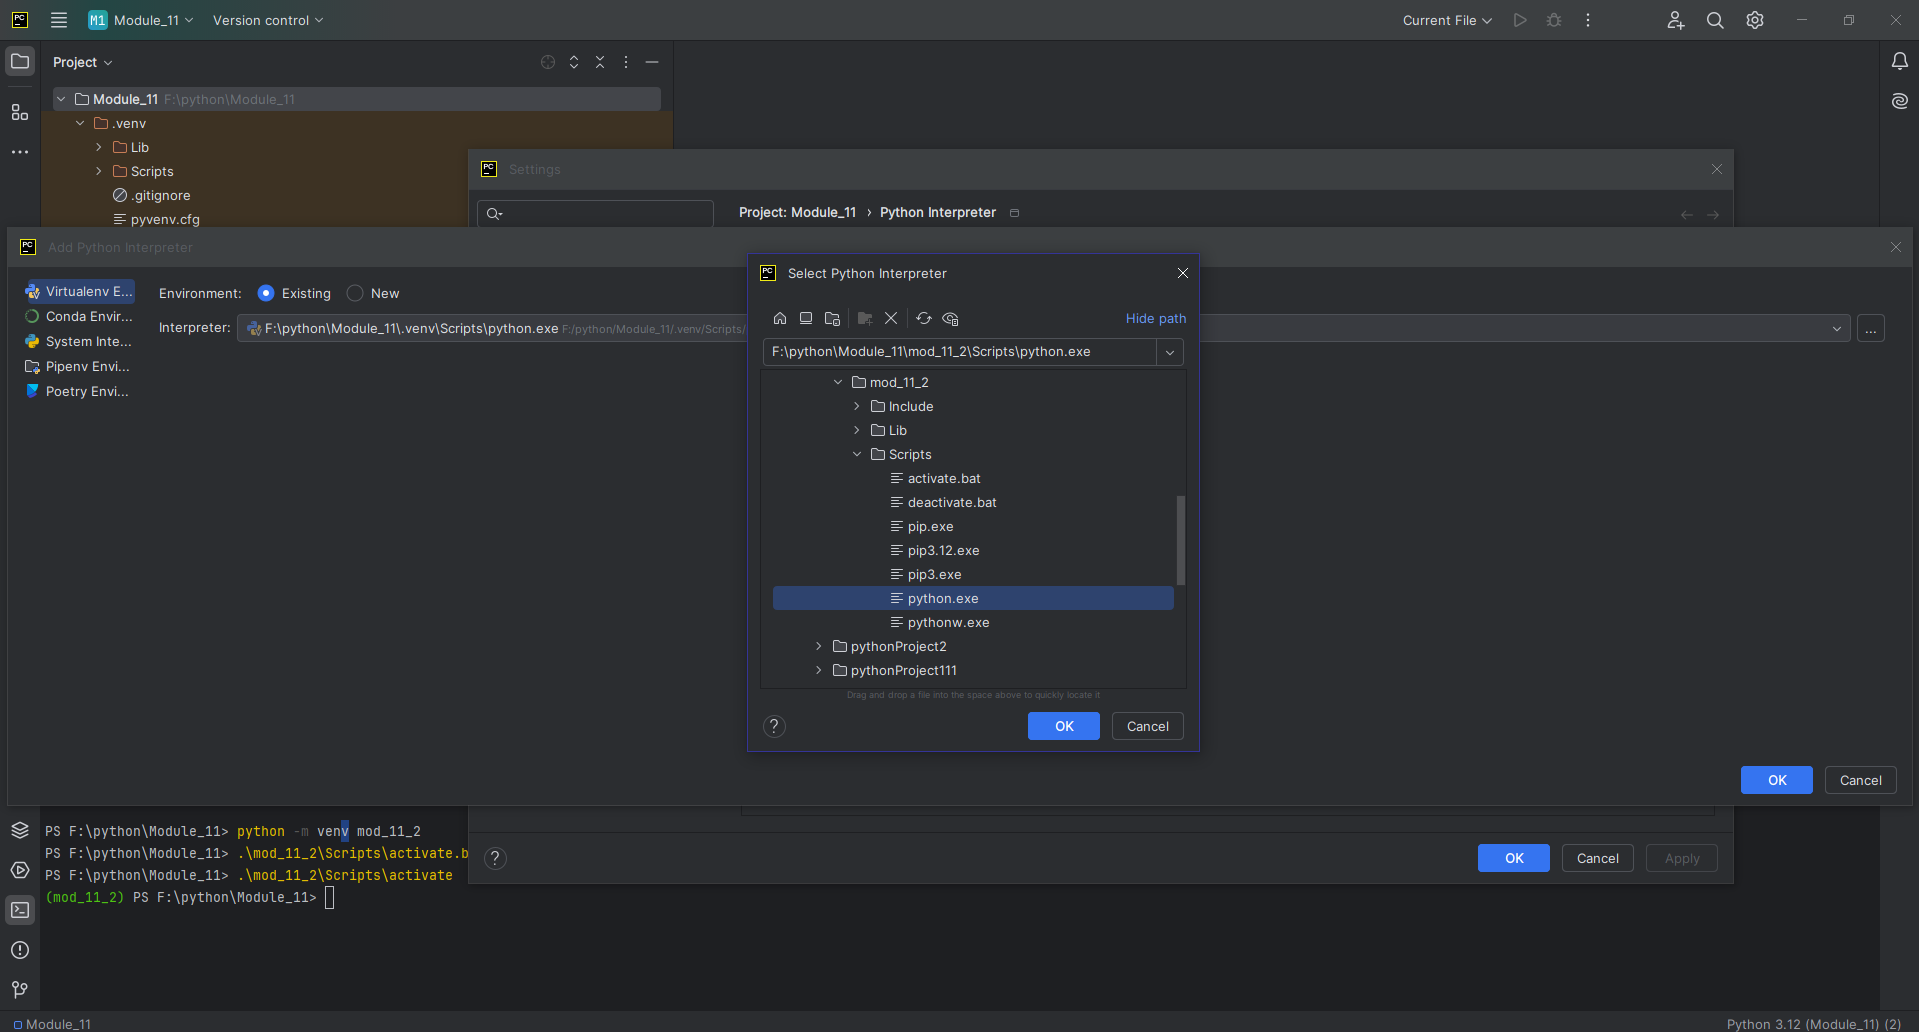 PC M1 Module_11 Version control Current File
Project
Module_11 F:\python\Module_11
.venv
Lib
Scripts
.gitignore
pyvenv.cfg
PC Settings
Project: Module_11 › Python Interpreter
PC Add Python Interpreter
Virtualenv E...
Conda Envir...
System Inte...
Pipenv Envi...
Poetry Envi...
Environment: Existing New
Interpreter: F:\python\Module_11\.venv\Scripts\python.exe F:/python/Module_11/.venv/Scripts/
...
PC Select Python Interpreter
Hide path
F:\python\Module_11\mod_11_2\Scripts\python.exe
mod_11_2
Include
Lib
Scripts
activate.bat
deactivate.bat
pip.exe
pip3.12.exe
pip3.exe
python.exe
pythonw.exe
pythonProject2
pythonProject111
Drag and drop a file into the space above to quickly locate it
? OK Cancel
OK Cancel
PS F:\python\Module_11> python -m venv mod_11_2
PS F:\python\Module_11> .\mod_11_2\Scripts\activate.b
PS F:\python\Module_11> .\mod_11_2\Scripts\activate
(mod_11_2) PS F:\python\Module_11>
? OK Cancel Apply
Module_11 Python 3.12 (Module_11) (2)